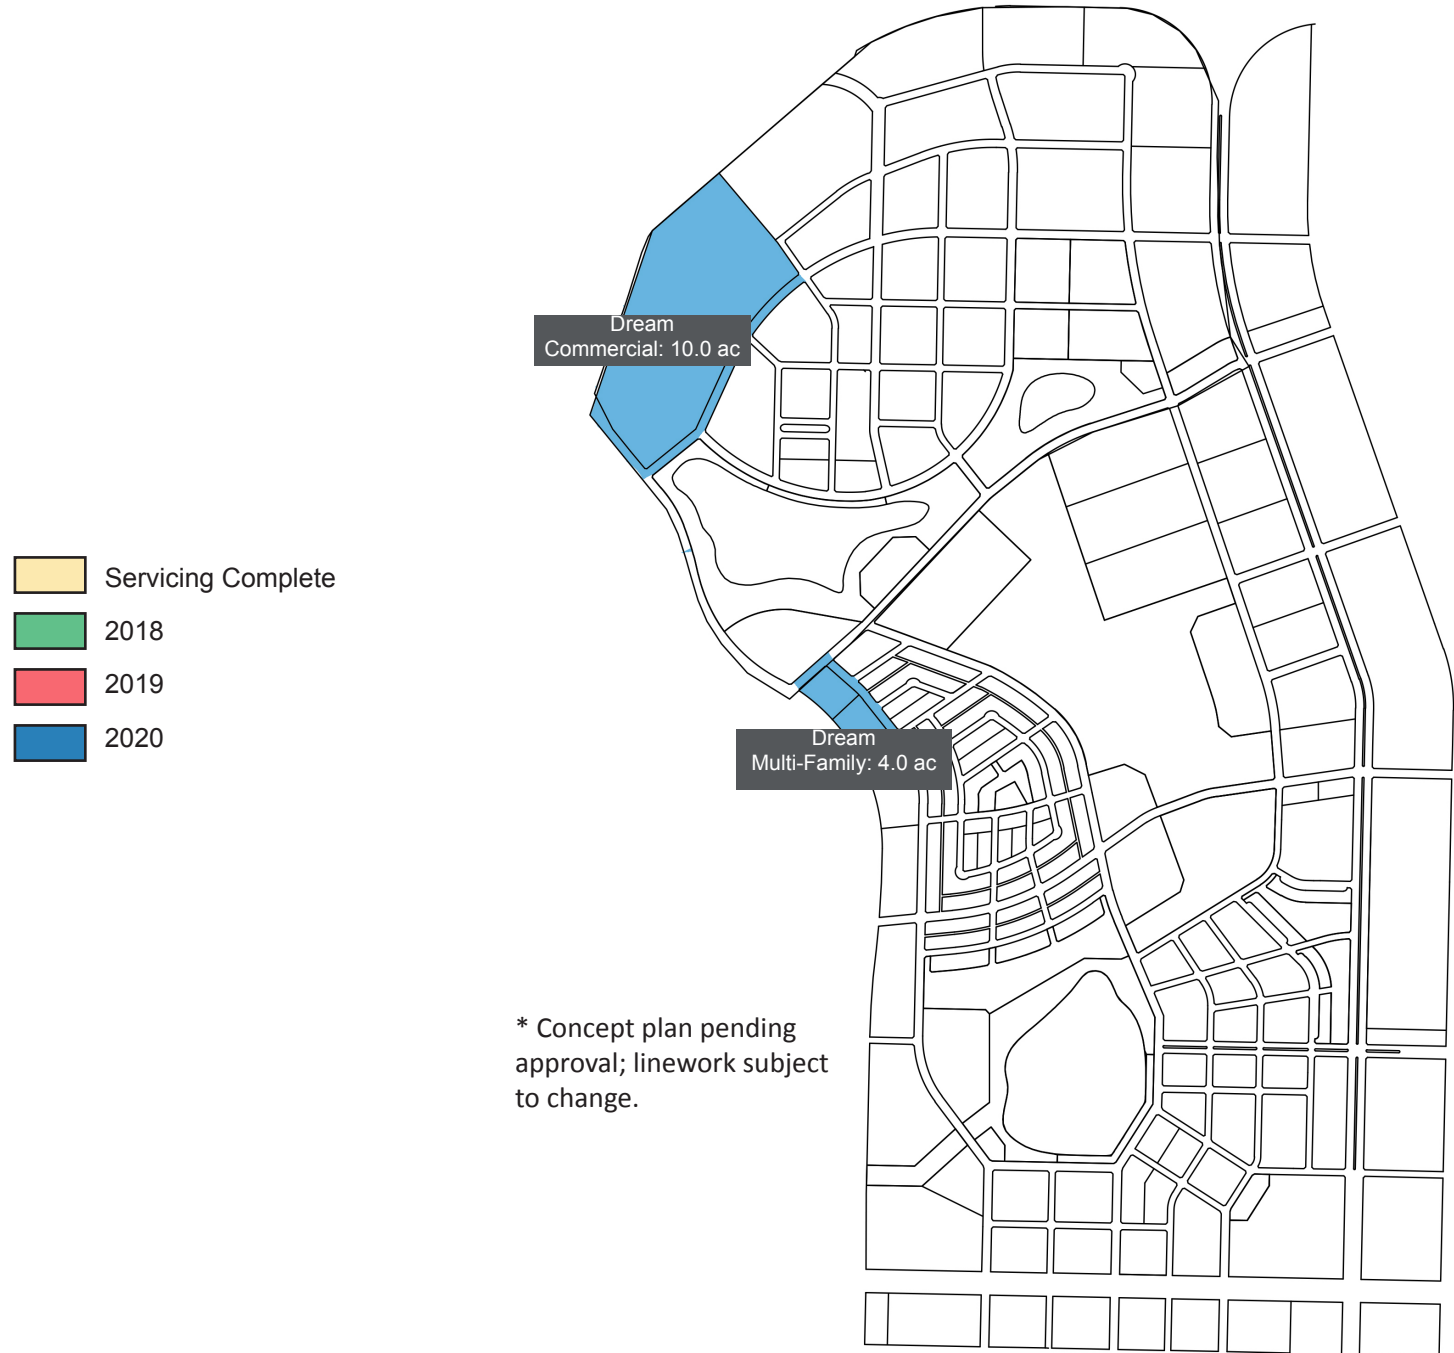 Dream
Commercial: 10.0 ac
Servicing Complete
2018
2019
2020
Dream
Multi-Family: 4.0 ac
* Concept plan pending
approval; linework subject
to change.